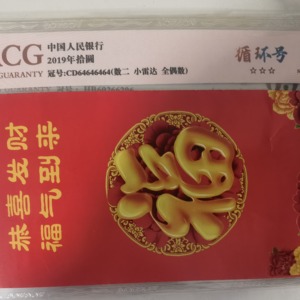 ACG 中国人民银行 循环号
GUARANTY 2019年拾圆 ☆☆☆
冠号:CD64646464(数二 小雷达 全偶数)
恭喜发财
福气到来
福